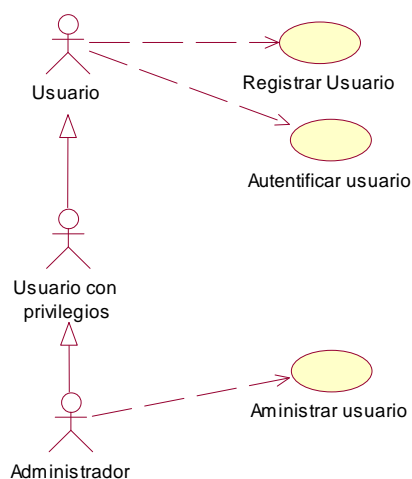 Registrar Usuario
Usuario
Autentificar usuario
Usuario con
privilegios
Aministrar usuario
Administrador